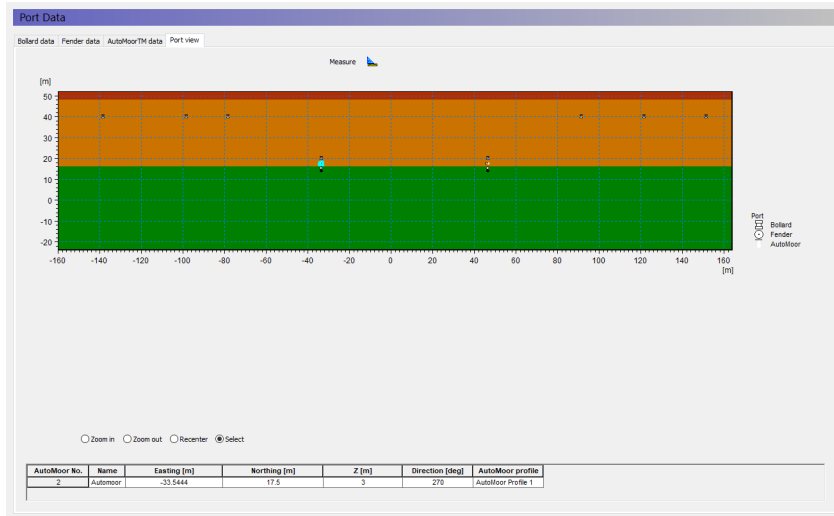 Port Data
Bollard data Fender data AutoMoorTM data Port view
Measure
[m]
50
40
30
20
10
0
-10
-20
-160 -140 -120 -100 -80 -60 -40 -20 0 20 40 60 80 100 120 140 160
[m]
Port
Bollard
Fender
AutoMoor
Zoom in Zoom out Recenter Select
AutoMoor No. Name Easting [m] Northing [m] Z [m] Direction [deg] AutoMoor profile
2 Automoor -33.5444 17.5 3 270 AutoMoor Profile 1